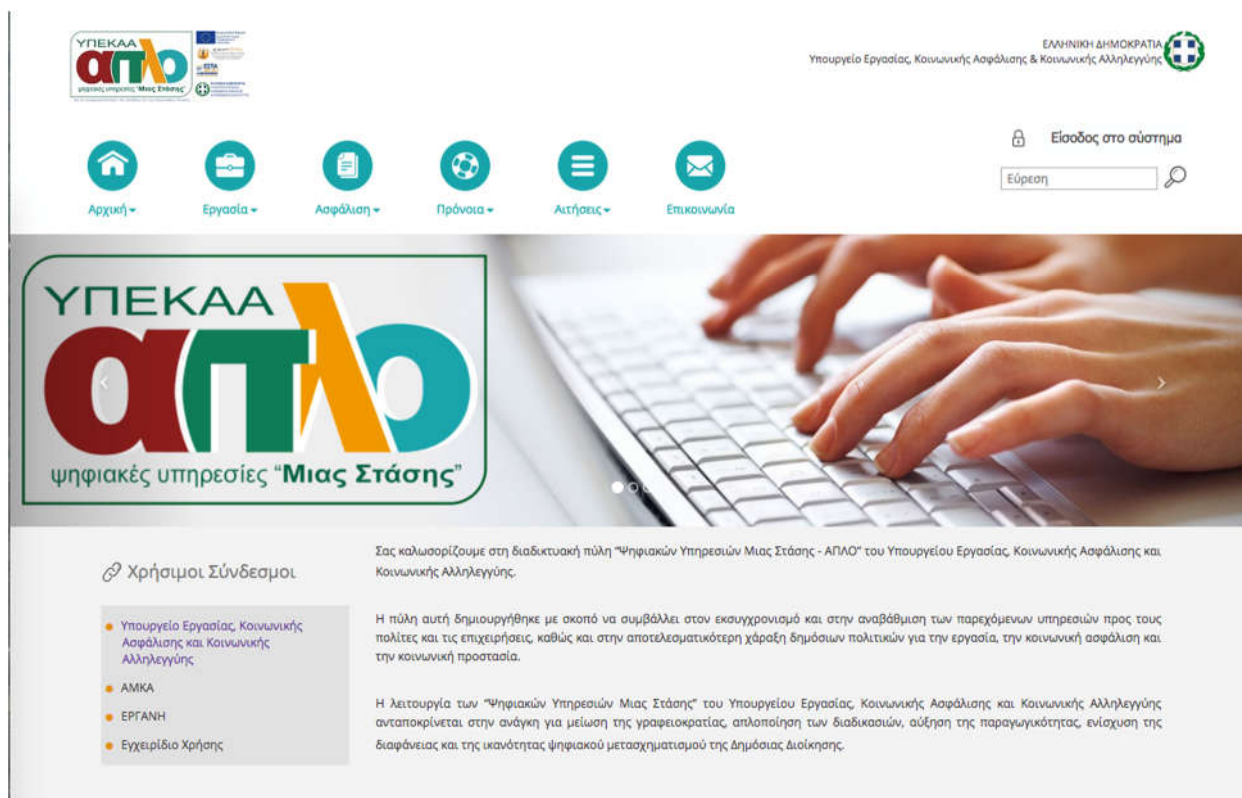 ΥΠΕΚΑΑ
απλο
ψηφιακές υπηρεσίες "Μιας Στάσης"
ΕΣΠΑ
ΕΛΛΗΝΙΚΗ ΔΗΜΟΚΡΑΤΙΑ
Υπουργείο Εργασίας, Κοινωνικής Ασφάλισης & Κοινωνικής Αλληλεγγύης
Είσοδος στο σύστημα
Εύρεση
Αρχική
Εργασία
Ασφάλιση
Πρόνοια
Αιτήσεις
Επικοινωνία
ΥΠΕΚΑΑ
απλο
ψηφιακές υπηρεσίες "Μιας Στάσης"
Χρήσιμοι Σύνδεσμοι
Υπουργείο Εργασίας, Κοινωνικής
Ασφάλισης και Κοινωνικής
Αλληλεγγύης
ΑΜΚΑ
ΕΡΓΑΝΗ
Εγχειρίδιο Χρήσης
Σας καλωσορίζουμε στη διαδικτυακή πύλη "Ψηφιακών Υπηρεσιών Μιας Στάσης - ΑΠΛΟ" του Υπουργείου Εργασίας, Κοινωνικής Ασφάλισης και
Κοινωνικής Αλληλεγγύης.
Η πύλη αυτή δημιουργήθηκε με σκοπό να συμβάλλει στον εκσυγχρονισμό και στην αναβάθμιση των παρεχόμενων υπηρεσιών προς τους
πολίτες και τις επιχειρήσεις, καθώς και στην αποτελεσματικότερη χάραξη δημόσιων πολιτικών για την εργασία, την κοινωνική ασφάλιση και
την κοινωνική προστασία.
Η λειτουργία των "Ψηφιακών Υπηρεσιών Μιας Στάσης" του Υπουργείου Εργασίας, Κοινωνικής Ασφάλισης και Κοινωνικής Αλληλεγγύης
ανταποκρίνεται στην ανάγκη για μείωση της γραφειοκρατίας, απλοποίηση των διαδικασιών, αύξηση της παραγωγικότητας, ενίσχυση της
διαφάνειας και της ικανότητας ψηφιακού μετασχηματισμού της Δημόσιας Διοίκησης.